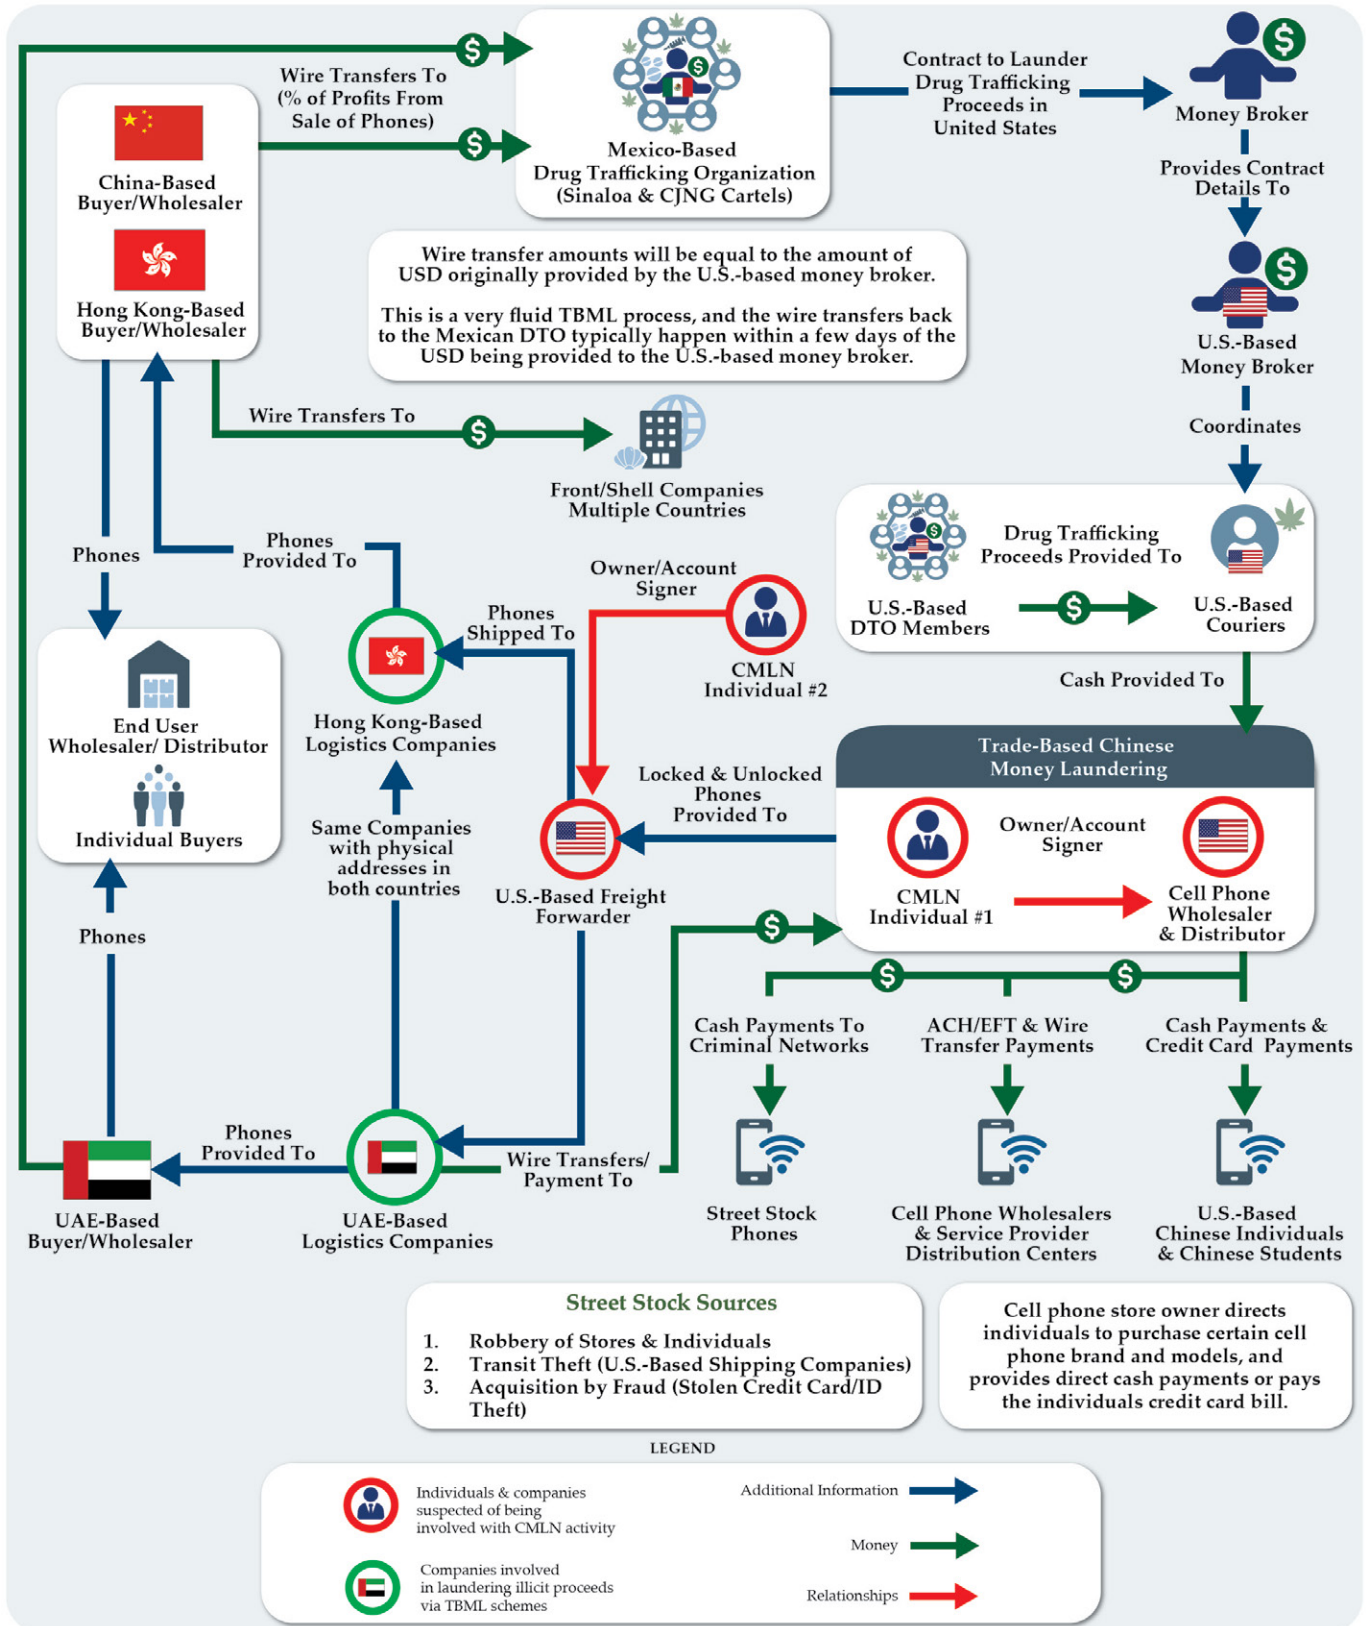 Wire Transfers To
(% of Profits From
Sale of Phones)
China-Based
Buyer/Wholesaler
Hong Kong-Based
Buyer/Wholesaler
Mexico-Based
Drug Trafficking Organization
(Sinaloa & CJNG Cartels)
Contract to Launder
Drug Trafficking
Proceeds in
United States
Money Broker
Provides Contract
Details To
U.S.-Based
Money Broker
Coordinates
Wire transfer amounts will be equal to the amount of
USD originally provided by the U.S.-based money broker.
This is a very fluid TBML process, and the wire transfers back
to the Mexican DTO typically happen within a few days of the
USD being provided to the U.S.-based money broker.
Wire Transfers To
Front/Shell Companies
Multiple Countries
Phones
Phones
Provided To
Owner/Account
Signer
CMLN
Individual #2
Drug Trafficking
Proceeds Provided To
U.S.-Based
DTO Members
U.S.-Based
Couriers
Cash Provided To
Phones
Shipped To
Hong Kong-Based
Logistics Companies
End User
Wholesaler/ Distributor
Individual Buyers
Trade-Based Chinese
Money Laundering
Owner/Account
Signer
CMLN
Individual #1
Cell Phone
Wholesaler
& Distributor
Locked & Unlocked
Phones
Provided To
U.S.-Based Freight
Forwarder
Same Companies
with physical
addresses in
both countries
Phones
Phones
Provided To
UAE-Based
Buyer/Wholesaler
UAE-Based
Logistics Companies
Wire Transfers/
Payment To
Cash Payments To
Criminal Networks
ACH/EFT & Wire
Transfer Payments
Cash Payments &
Credit Card Payments
Street Stock
Phones
Cell Phone Wholesalers
& Service Provider
Distribution Centers
U.S.-Based
Chinese Individuals
& Chinese Students
Street Stock Sources
1. Robbery of Stores & Individuals
2. Transit Theft (U.S.-Based Shipping Companies)
3. Acquisition by Fraud (Stolen Credit Card/ID
Theft)
Cell phone store owner directs
individuals to purchase certain cell
phone brand and models, and
provides direct cash payments or pays
the individuals credit card bill.
LEGEND
Individuals & companies
suspected of being
involved with CMLN activity
Companies involved
in laundering illicit proceeds
via TBML schemes
Additional Information
Money
Relationships